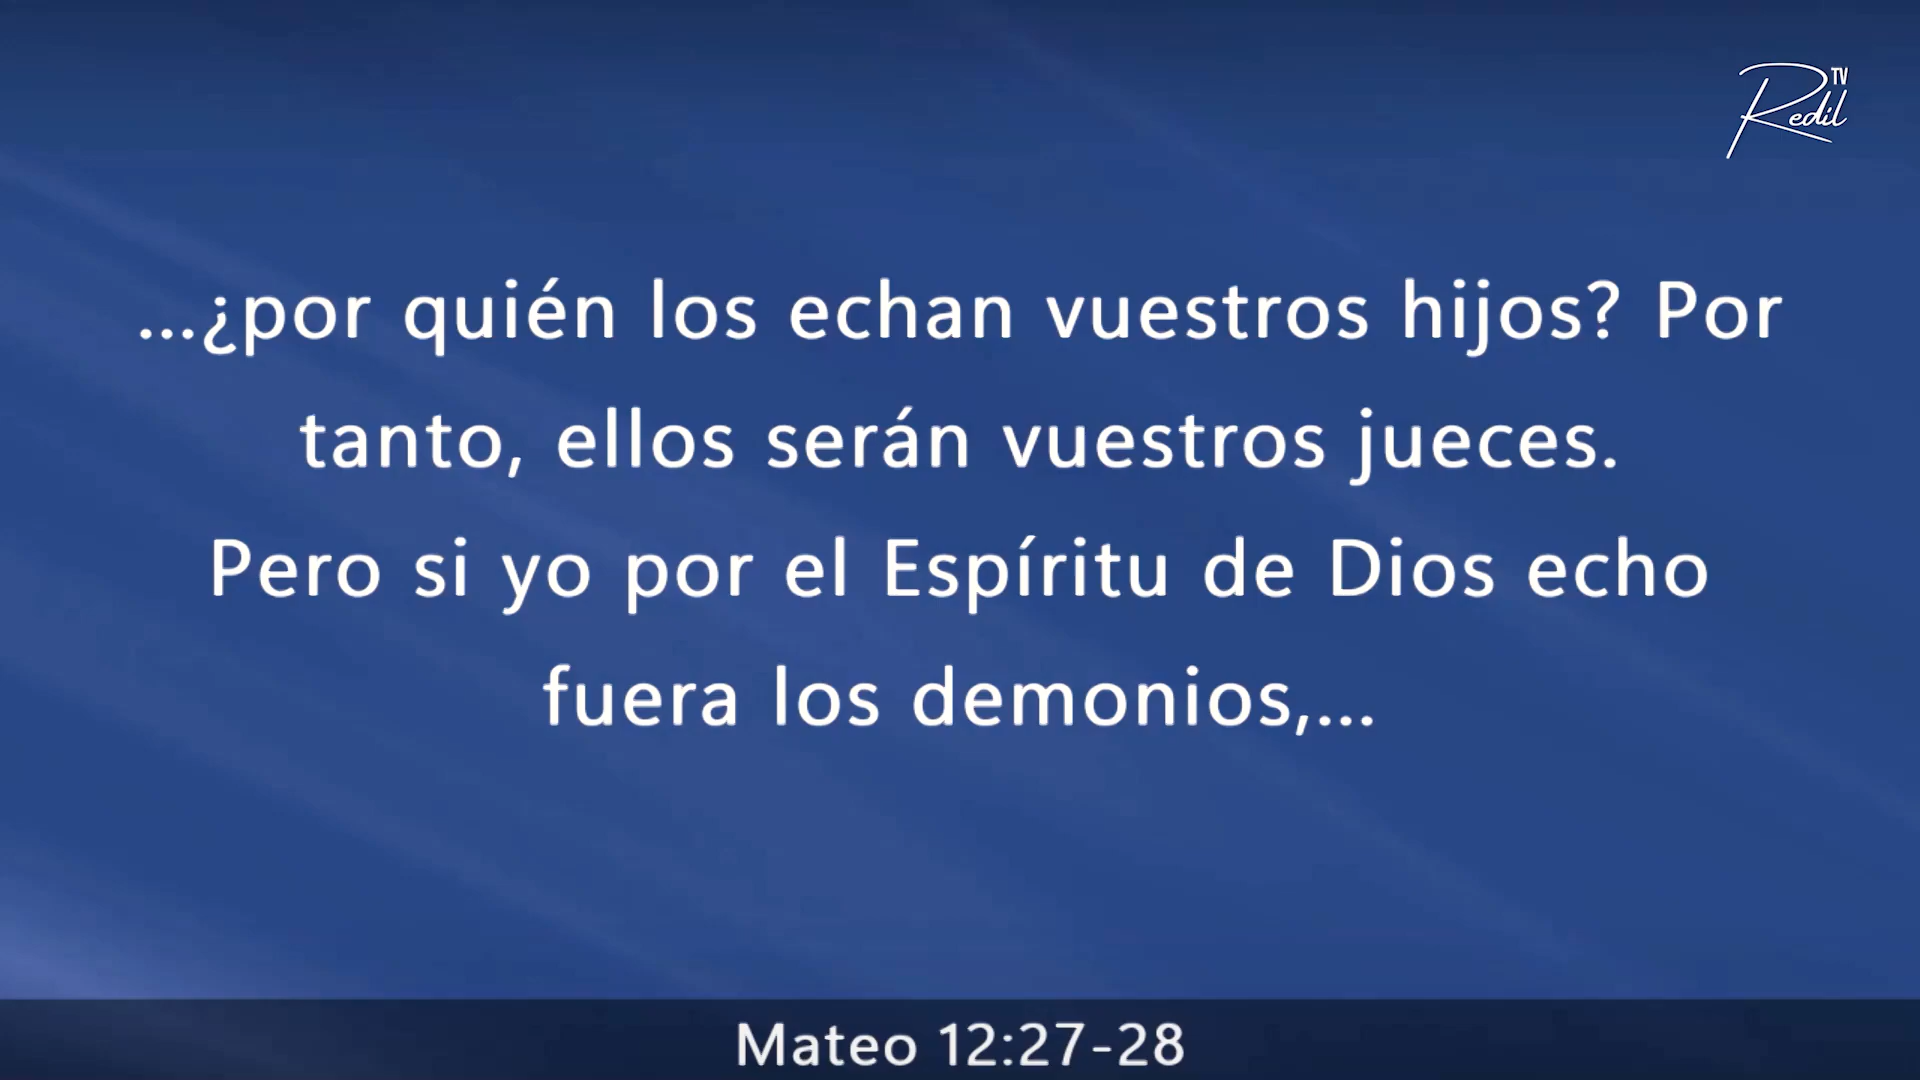 TV
Redil
...¿por quién los echan vuestros hijos? Por
tanto, ellos serán vuestros jueces.
Pero si yo por el Espíritu de Dios echo
fuera los demonios,...
Mateo 12:27-28